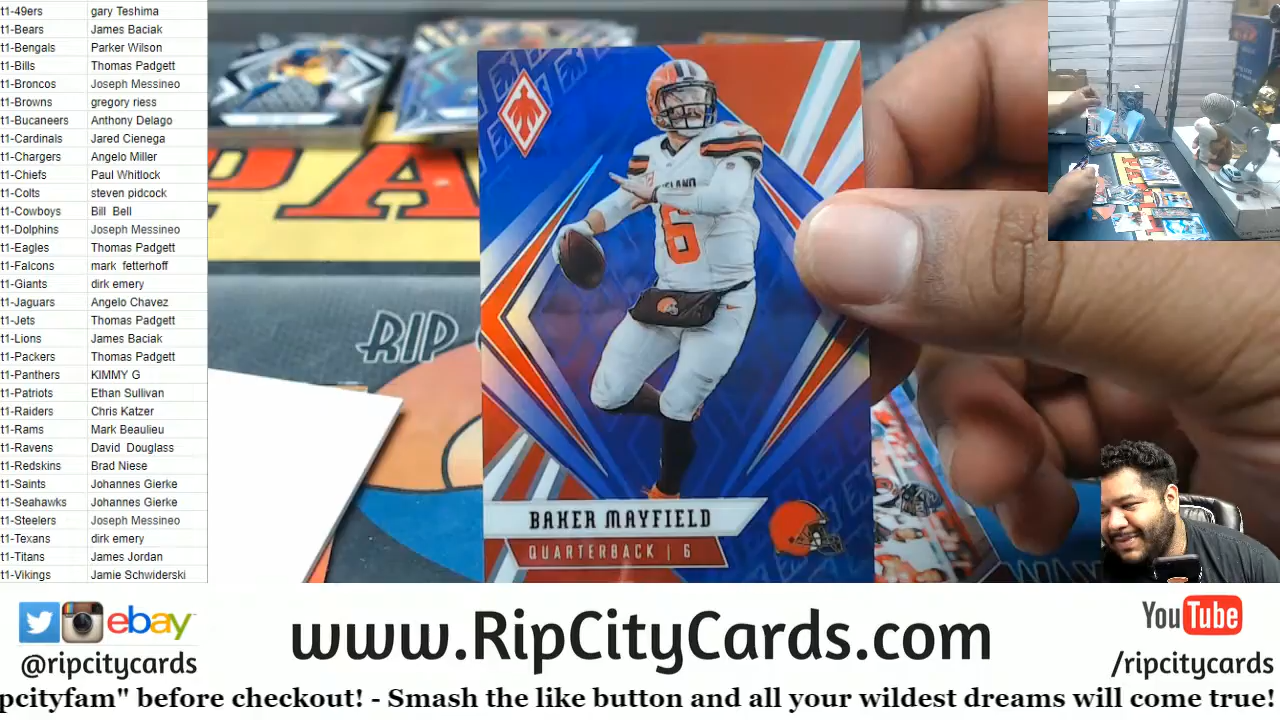 t1-49ers gary Teshima
t1-Bears James Baciak
t1-Bengals Parker Wilson
t1-Bills Thomas Padgett
t1-Broncos Joseph Messineo
t1-Browns gregory riess
t1-Bucaneers Anthony Delago
t1-Cardinals Jared Cienega
t1-Chargers Angelo Miller
t1-Chiefs Paul Whitlock
t1-Colts steven pidcock
t1-Cowboys Bill Bell
t1-Dolphins Joseph Messineo
t1-Eagles Thomas Padgett
t1-Falcons mark fetterhoff
t1-Giants dirk emery
t1-Jaguars Angelo Chavez
t1-Jets Thomas Padgett
t1-Lions James Baciak
t1-Packers Thomas Padgett
t1-Panthers KIMMY G
t1-Patriots Ethan Sullivan
t1-Raiders Chris Katzer
t1-Rams Mark Beaulieu
t1-Ravens David Douglass
t1-Redskins Brad Niese
t1-Saints Johannes Gierke
t1-Seahawks Johannes Gierke
t1-Steelers Joseph Messineo
t1-Texans dirk emery
t1-Titans James Jordan
t1-Vikings Jamie Schwiderski
RIP
6
BAKER MAYFIELD
QUARTERBACK | 6
ebay
@ripcitycards
www.RipCityCards.com
YouTube
/ripcitycards
pcityfam" before checkout! - Smash the like button and all your wildest dreams will come true!